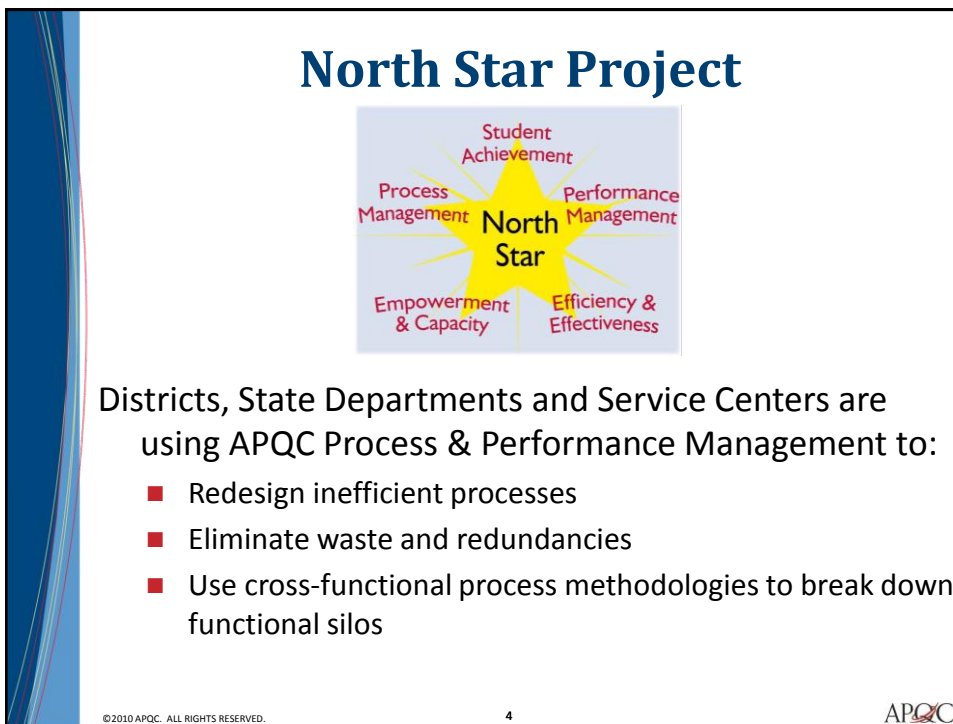 North Star Project
Student
Achievement
Process
Management
Performance
Management
North
Star
Empowerment
& Capacity
Efficiency &
Effectiveness
Districts, State Departments and Service Centers are
using APQC Process & Performance Management to:
Redesign inefficient processes
Eliminate waste and redundancies
Use cross-functional process methodologies to break down
functional silos
©2010 APQC. ALL RIGHTS RESERVED.
4
APQC